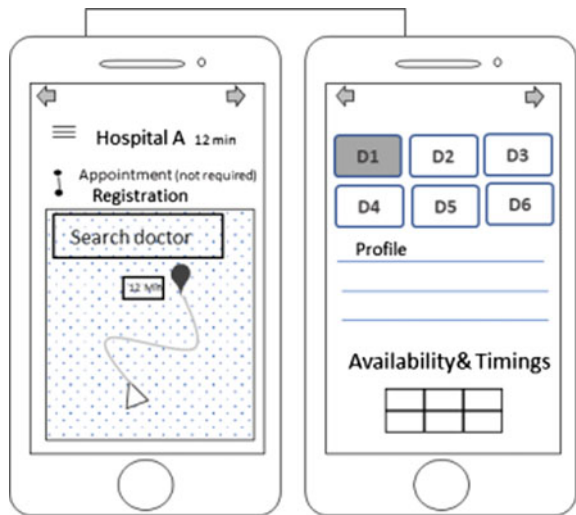 Hospital A 12 min
Appointment (not required)
Registration
Search doctor
12 Min
D1 D2 D3
D4 D5 D6
Profile
Availability& Timings